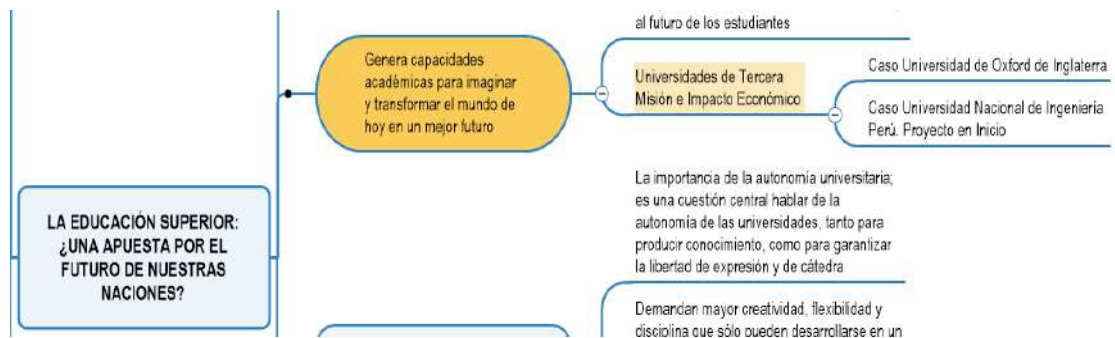 al futuro de los estudiantes
Genera capacidades
académicas para imaginar
y transformar el mundo de
hoy en un mejor futuro
Universidades de Tercera
Misión e Impacto Económico
Caso Universidad de Oxford de Inglaterra
Caso Universidad Nacional de Ingenieria
Perú. Proyecto en Inicio
La importancia de la autonomía universitaria;
es una cuestión central hablar de la
autonomía de las universidades, tanto para
producir conocimiento, como para garantizar
la libertad de expresión y de cátedra
LA EDUCACIÓN SUPERIOR:
¿UNA APUESTA POR EL
FUTURO DE NUESTRAS
NACIONES?
Demandan mayor creatividad, flexibilidad y
disciplina que sólo pueden desarrollarse en un